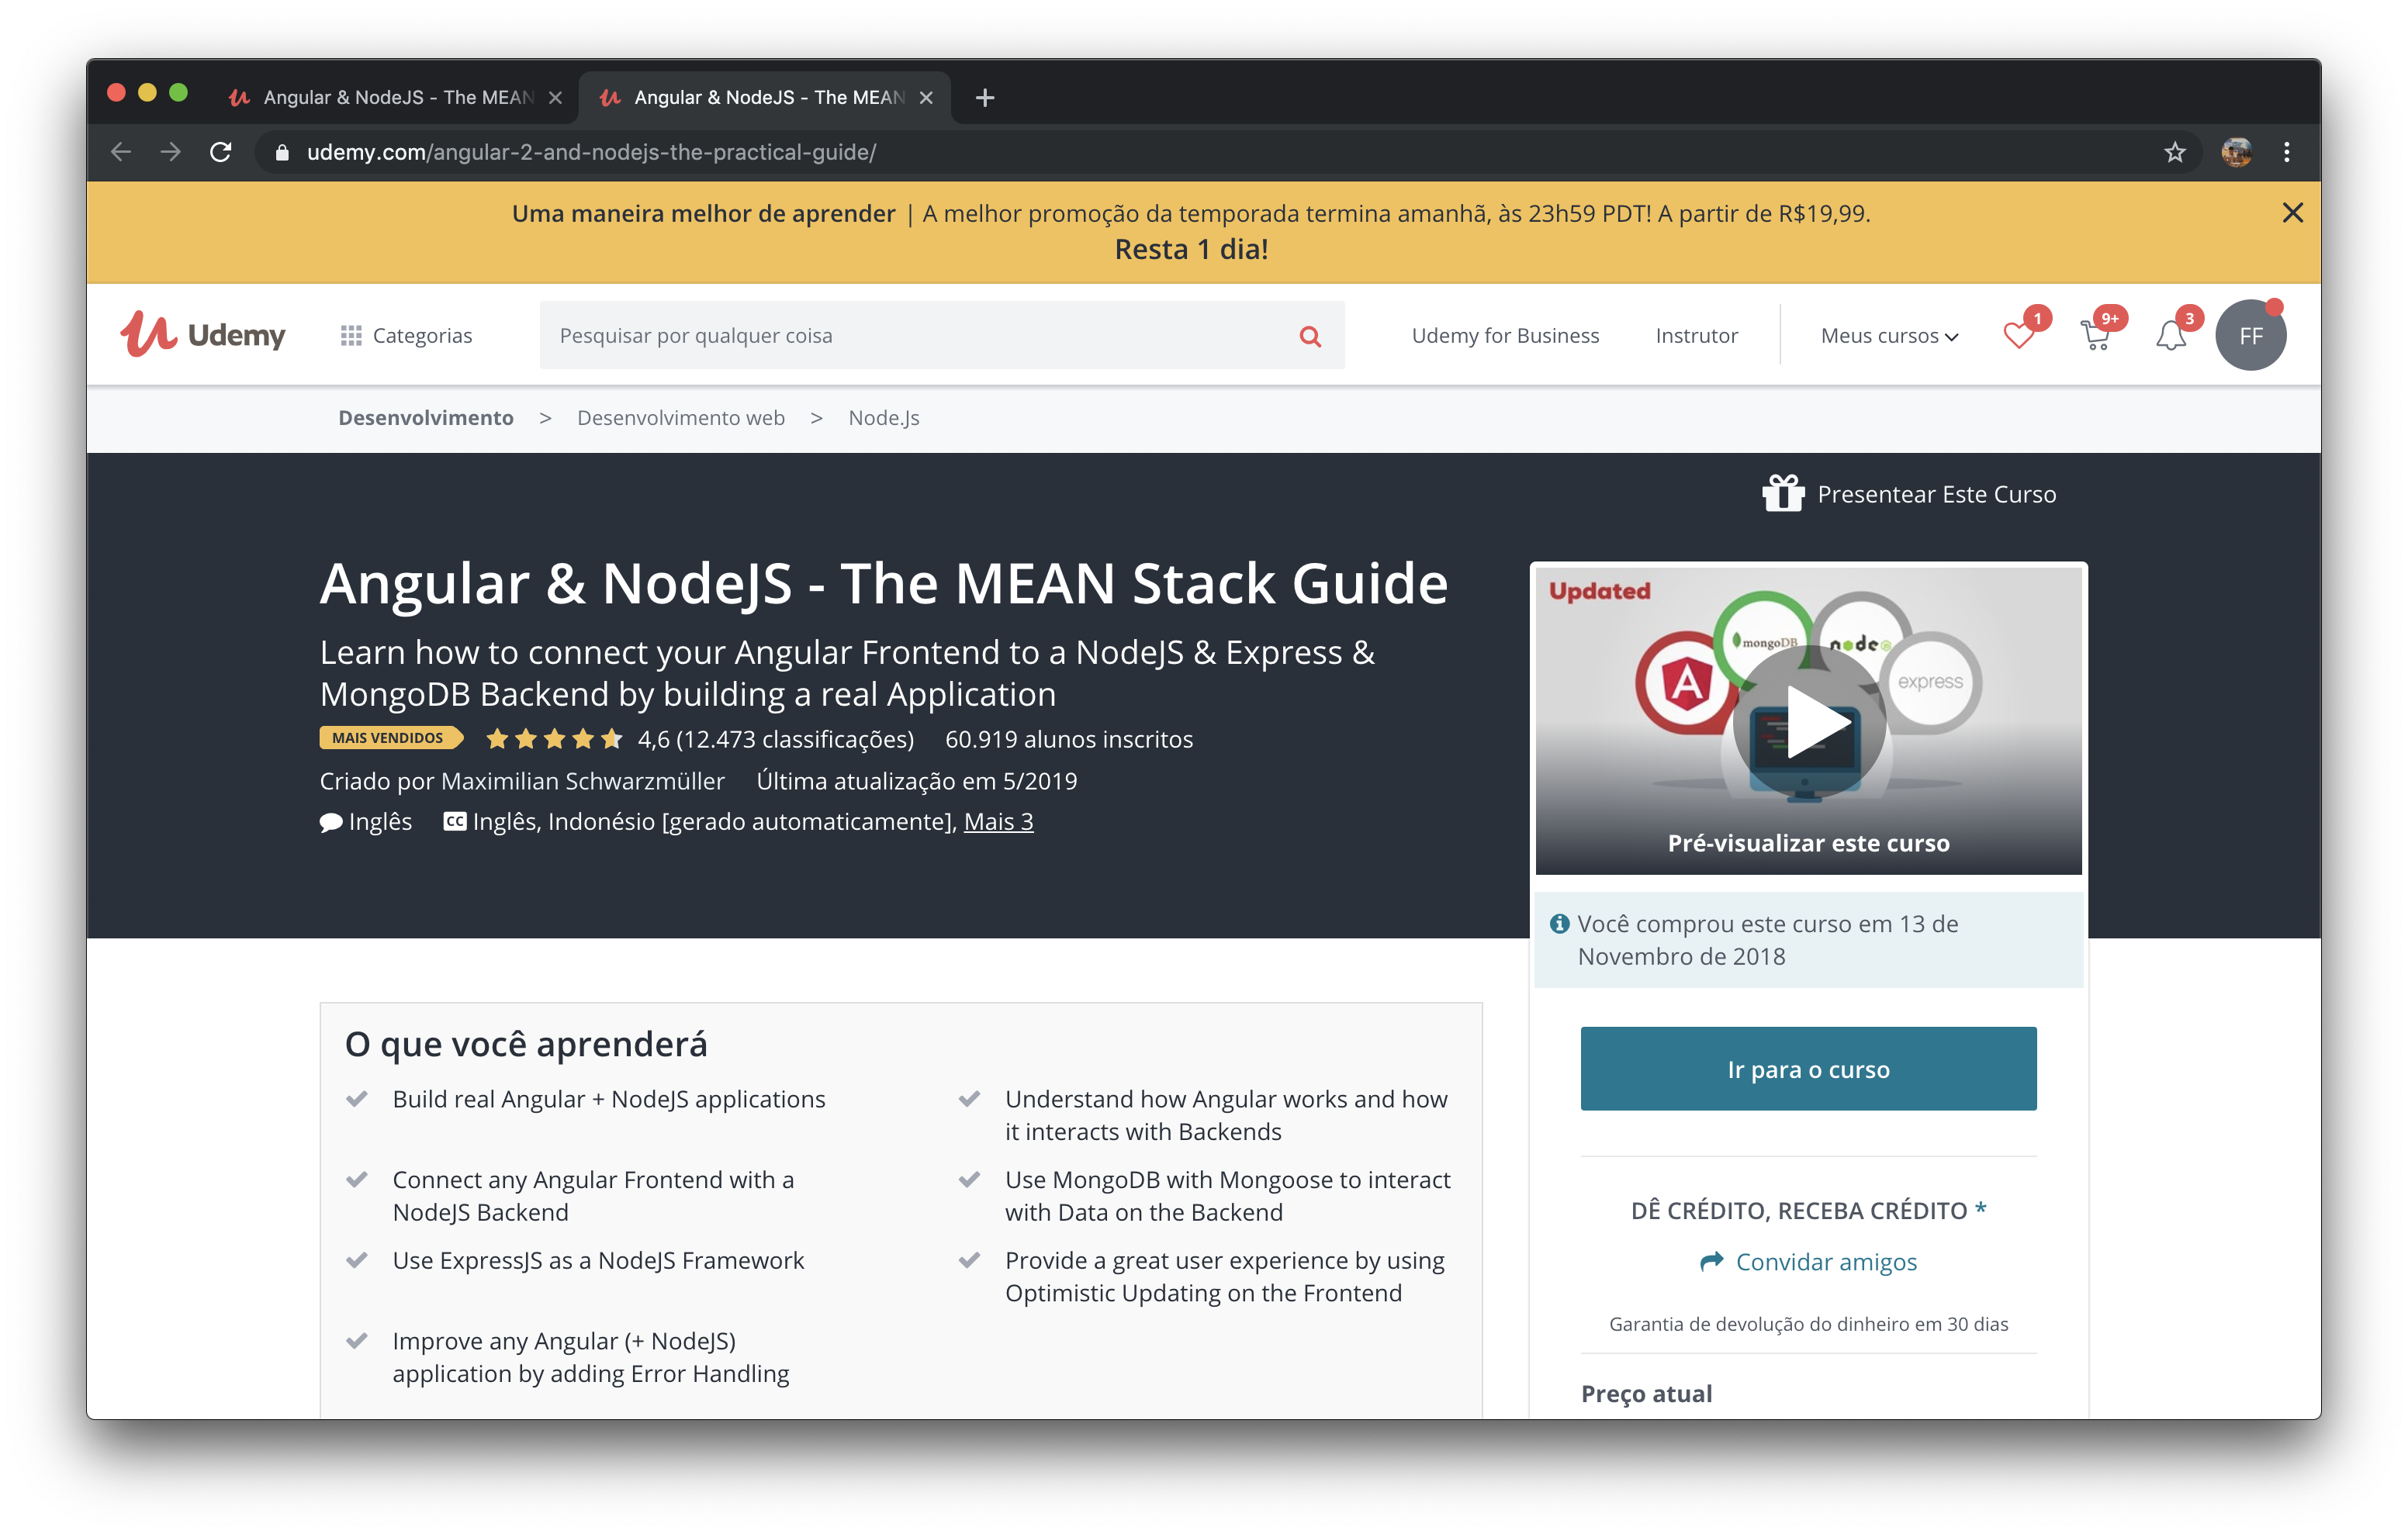 Angular & NodeJS - The MEAN
Angular & NodeJS - The MEAN
udemy.com/angular-2-and-nodejs-the-practical-guide/
Uma maneira melhor de aprender | A melhor promoção da temporada termina amanhã, às 23h59 PDT! A partir de R$19,99.
Resta 1 dia!
Udemy
Categorias
Pesquisar por qualquer coisa
Udemy for Business
Instrutor
Meus cursos
1
9+
3
FF
Desenvolvimento > Desenvolvimento web > Node.Js
Presentear Este Curso
Angular & NodeJS - The MEAN Stack Guide
Learn how to connect your Angular Frontend to a NodeJS & Express &
MongoDB Backend by building a real Application
MAIS VENDIDOS 4,6 (12.473 classificações) 60.919 alunos inscritos
Criado por Maximilian Schwarzmüller Última atualização em 5/2019
Inglês CC Inglês, Indonésio [gerado automaticamente], Mais 3
Updated
mongoDB
node
express
Pré-visualizar este curso
Você comprou este curso em 13 de
Novembro de 2018
Ir para o curso
DÊ CRÉDITO, RECEBA CRÉDITO *
Convidar amigos
Garantia de devolução do dinheiro em 30 dias
Preço atual
O que você aprenderá
Build real Angular + NodeJS applications
Understand how Angular works and how
it interacts with Backends
Connect any Angular Frontend with a
NodeJS Backend
Use MongoDB with Mongoose to interact
with Data on the Backend
Use ExpressJS as a NodeJS Framework
Provide a great user experience by using
Optimistic Updating on the Frontend
Improve any Angular (+ NodeJS)
application by adding Error Handling